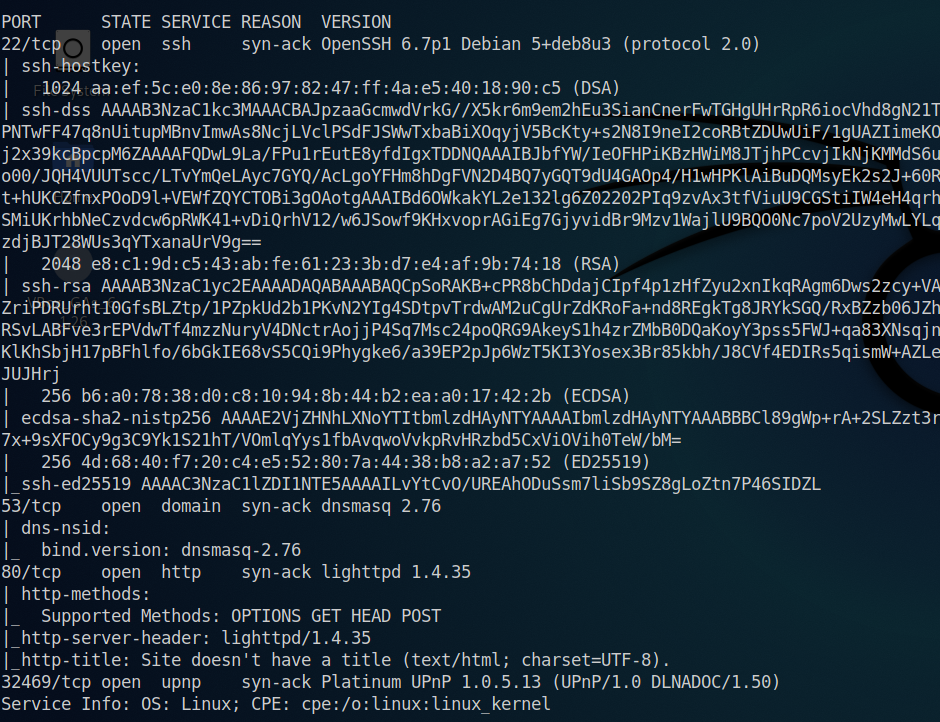 PORT      STATE SERVICE REASON  VERSION
22/tcp    open  ssh     syn-ack OpenSSH 6.7p1 Debian 5+deb8u3 (protocol 2.0)
| ssh-hostkey:
|   1024 aa:ef:5c:e0:8e:86:97:82:47:ff:4a:e5:40:18:90:c5 (DSA)
| ssh-dss AAAAB3NzaC1kc3MAAACBAJpzaaGcmwdVrkG//X5kr6m9em2hEu3SianCnerFwTGHgUHrRpR6iocVhd8gN21T
PNTwFF47q8nUitupMBnvImwAs8NcjLVclPSdFJSWwTxbaBiXOqyjV5BcKty+s2N8I9neI2coRBtZDUwUiF/1gUAZIimeKO
j2x39kcBpcpM6ZAAAAFQDwL9La/FPu1rEutE8yfdIgxTDDNQAAAIBJbfYW/IeOFHPiKBzHWiM8JTjhPCcvjIkNjKMMdS6u
o00/JQH4VUUTscc/LTvYmQeLAyc7GYQ/AcLgoYFHm8hDgFVN2D4BQ7yGQT9dU4GAOp4/H1wHPKlAiBuDQMsyEk2s2J+60R
t+hUKCZfnxPOoD9l+VEWfZQYCTOBi3gOAotgAAAIBd6OWkakYL2e132lg6Z02202PIq9zvAx3tfViuU9CGStiIW4eH4qrh
SMiUKrhbNeCzvdcw6pRWK41+vDiQrhV12/w6JSowf9KHxvoprAGiEg7GjyvidBr9Mzv1WajlU9BQO0Nc7poV2UzyMwLYLq
zdjBJT28WUs3qYTxanaUrV9g==
|   2048 e8:c1:9d:c5:43:ab:fe:61:23:3b:d7:e4:af:9b:74:18 (RSA)
| ssh-rsa AAAAB3NzaC1yc2EAAAADAQABAAABAQCpSoRAKB+cPR8bChDdajCIpf4p1zHfZyu2xnIkqRAgm6Dws2zcy+VA
ZriPDRUrht10GfsBLZtp/1PZpkUd2b1PKvN2YIg4SDtpvTrdwAM2uCgUrZdKRoFa+nd8REgkTg8JRYkSGQ/RxBZzb06JZh
RSvLABFve3rEPVdwTf4mzzNuryV4DNctrAojjP4Sq7Msc24poQRG9AkeyS1h4zrZMbB0DQaKoyY3pss5FWJ+qa83XNsqjn
KlKhSbjH17pBFhlfo/6bGkIE68vS5CQi9Phygke6/a39EP2pJp6WzT5KI3Yosex3Br85kbh/J8CVf4EDIRs5qismW+AZLe
JUJHrj
|   256 b6:a0:78:38:d0:c8:10:94:8b:44:b2:ea:a0:17:42:2b (ECDSA)
| ecdsa-sha2-nistp256 AAAAE2VjZHNhLXNoYTItbmlzdHAyNTYAAAAIbmlzdHAyNTYAAABBBCl89gWp+rA+2SLZzt3r
7x+9sXFOCy9g3C9Yk1S21hT/VOmlqYys1fbAvqwoVvkpRvHRzbd5CxViOVih0TeW/bM=
|   256 4d:68:40:f7:20:c4:e5:52:80:7a:44:38:b8:a2:a7:52 (ED25519)
|_ssh-ed25519 AAAAC3NzaC1lZDI1NTE5AAAAILvYtCvO/UREAhODuSsm7liSb9SZ8gLoZtn7P46SIDZL
53/tcp    open  domain  syn-ack dnsmasq 2.76
| dns-nsid:
|_  bind.version: dnsmasq-2.76
80/tcp    open  http    syn-ack lighttpd 1.4.35
| http-methods:
|_  Supported Methods: OPTIONS GET HEAD POST
|_http-server-header: lighttpd/1.4.35
|_http-title: Site doesn't have a title (text/html; charset=UTF-8).
32469/tcp open  upnp    syn-ack Platinum UPnP 1.0.5.13 (UPnP/1.0 DLNADOC/1.50)
Service Info: OS: Linux; CPE: cpe:/o:linux:linux_kernel